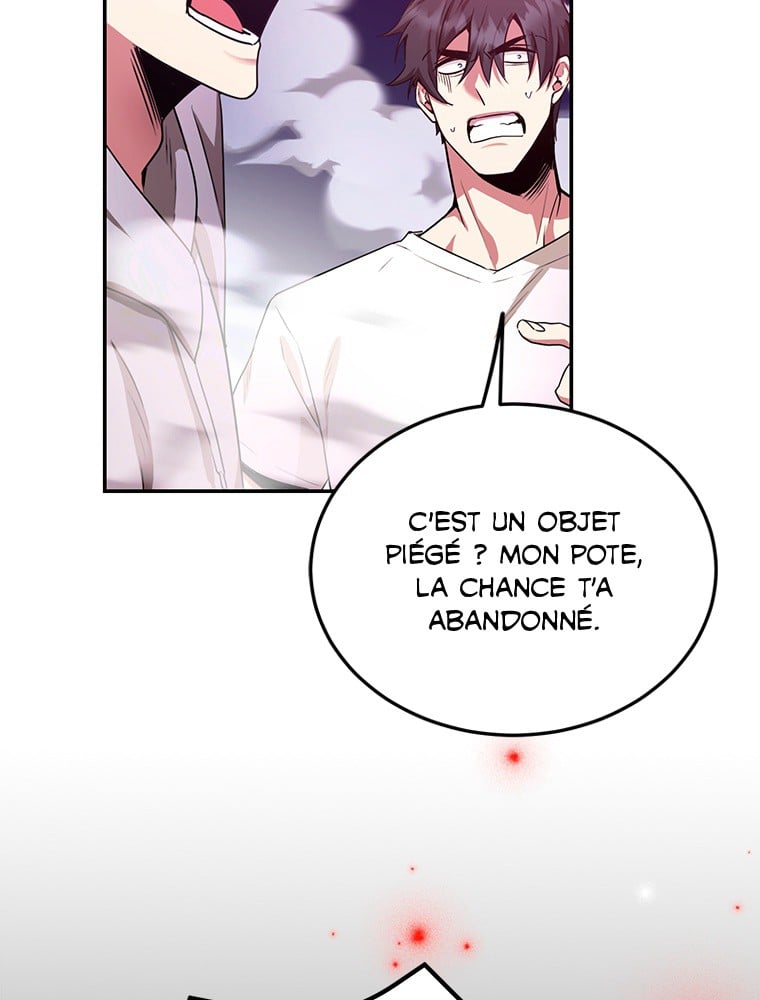 C'EST UN OBJET
PIÉGÉ ? MON POTE,
LA CHANCE T'A
ABANDONNÉ.